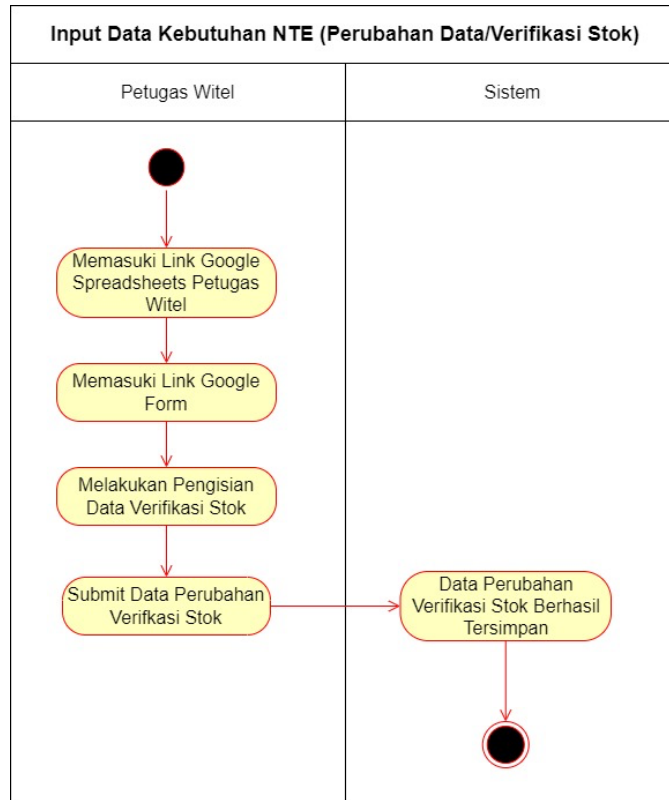 Input Data Kebutuhan NTE (Perubahan Data/Verifikasi Stok)
Petugas Witel
Sistem
Memasuki Link Google
Spreadsheets Petugas
Witel
Memasuki Link Google
Form
Melakukan Pengisian
Data Verifikasi Stok
Submit Data Perubahan
Verifkasi Stok
Data Perubahan
Verifikasi Stok Berhasil
Tersimpan